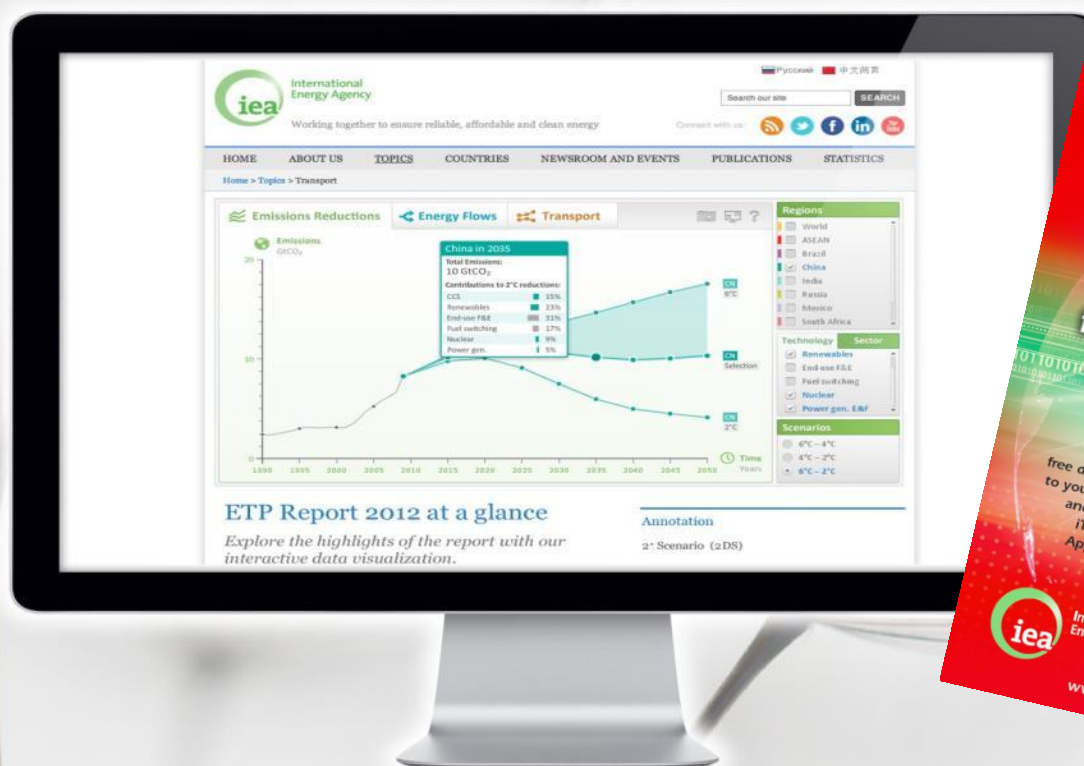 Русский 中文网页
iea
International
Energy Agency
Working together to ensure reliable, affordable and clean energy
Search our site SEARCH
Connect with us:
HOME ABOUT US TOPICS COUNTRIES NEWSROOM AND EVENTS PUBLICATIONS STATISTICS
Home > Topics > Transport
Emissions Reductions Energy Flows Transport ?
Emissions
GtCO₂
20
10
0
1990 1995 2000 2005 2010 2015 2020 2025 2030 2035 2040 2045 2050
Time
Years
China in 2035
Total Emissions:
10 GtCO₂
Contributions to 2°C reductions:
CCS 15%
Renewables 23%
End-use F&E 31%
Fuel switching 17%
Nuclear 9%
Power gen. 5%
CN
6°C
CN
Selection
CN
2°C
Regions
World
ASEAN
Brazil
China
India
Russia
Mexico
South Africa
Technology Sector
Renewables
End-use F&E
Fuel switching
Nuclear
Power gen. E&F
Scenarios
6°C – 4°C
4°C – 2°C
6°C – 2°C
ETP Report 2012 at a glance
Explore the highlights of the report with our
interactive data visualization.
Annotation
2° Scenario (2DS)
free
to you
iea